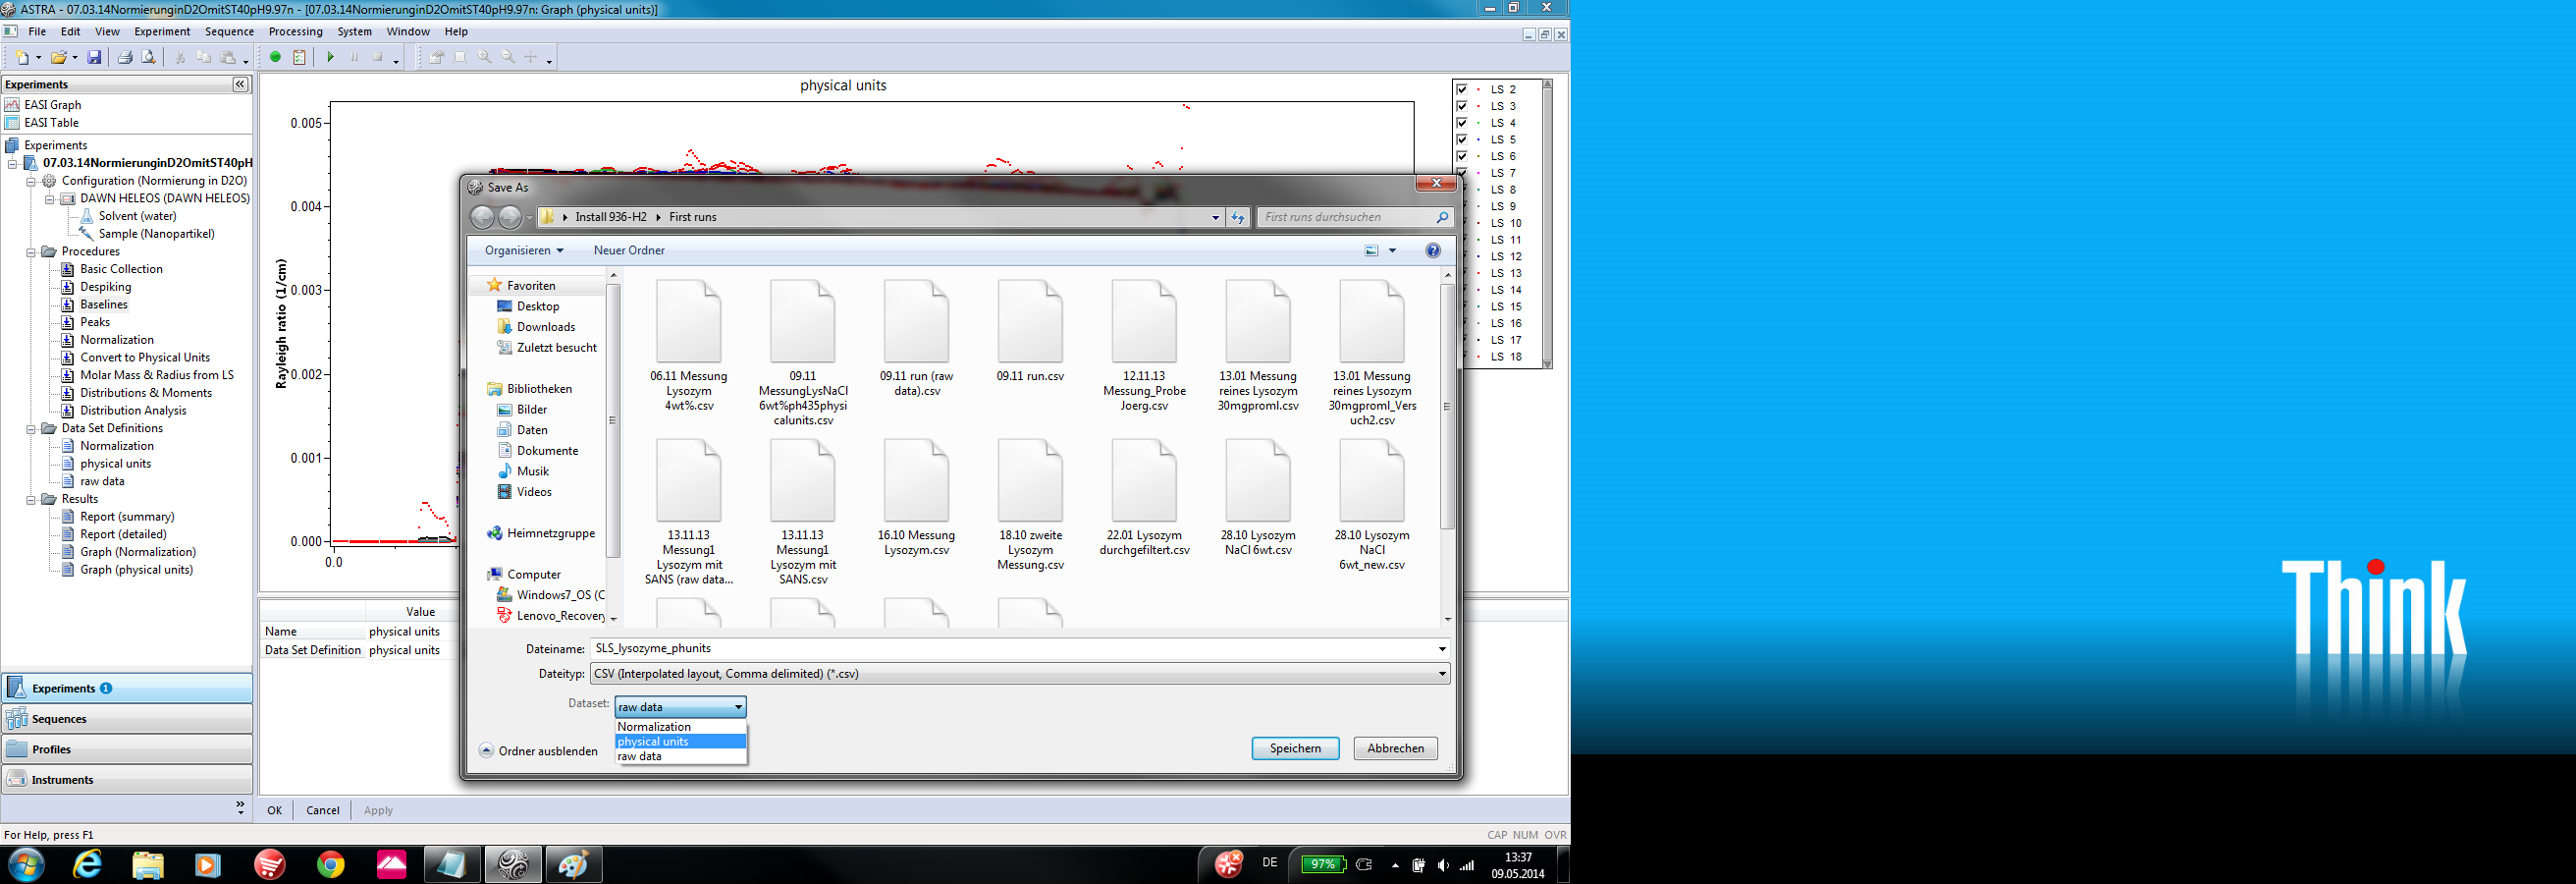 ASTRA - 07.03.14NormierunginD2OmitST40pH9.97n - [07.03.14NormierunginD2OmitST40pH9.97n: Graph (physical units)]
File Edit View Experiment Sequence Processing System Window Help
Experiments
EASI Graph
EASI Table
Experiments
07.03.14NormierunginD2OmitST40pH
Configuration (Normierung in D2O)
DAWN HELEOS (DAWN HELEOS)
Solvent (water)
Sample (Nanopartikel)
Procedures
Basic Collection
Despiking
Baselines
Peaks
Normalization
Convert to Physical Units
Molar Mass & Radius from LS
Distributions & Moments
Distribution Analysis
Data Set Definitions
Normalization
physical units
raw data
Results
Report (summary)
Report (detailed)
Graph (Normalization)
Graph (physical units)
Experiments 1
Sequences
Profiles
Instruments
physical units
Rayleigh ratio (1/cm)
0.005
0.004
0.003
0.002
0.001
0.000
0.0
LS 2
LS 3
LS 4
LS 5
LS 6
LS 7
LS 8
LS 9
LS 10
LS 11
LS 12
LS 13
LS 14
LS 15
LS 16
LS 17
LS 18
Value
Name physical units
Data Set Definition physical units
OK Cancel Apply
Save As
Install 936-H2 First runs
First runs durchsuchen
Organisieren Neuer Ordner
Favoriten
Desktop
Downloads
Zuletzt besucht
Bibliotheken
Bilder
Daten
Dokumente
Musik
Videos
Heimnetzgruppe
Computer
Windows7_OS (C
Lenovo_Recovery
06.11 Messung
Lysozym
4wt%.csv
09.11
MessungLysNaCl
6wt%ph435physi
calunits.csv
09.11 run (raw
data).csv
09.11 run.csv
12.11.13
Messung_Probe
Joerg.csv
13.01 Messung
reines Lysozym
30mgproml.csv
13.01 Messung
reines Lysozym
30mgproml_Vers
uch2.csv
13.11.13
Messung1
Lysozym mit
SANS (raw data...
13.11.13
Messung1
Lysozym mit
SANS.csv
16.10 Messung
Lysozym.csv
18.10 zweite
Lysozym
Messung.csv
22.01 Lysozym
durchgefiltert.csv
28.10 Lysozym
NaCl 6wt.csv
28.10 Lysozym
NaCl
6wt_new.csv
Dateiname: SLS_lysozyme_phunits
Dateityp: CSV (Interpolated layout, Comma delimited) (*.csv)
Dataset: raw data
Normalization
physical units
raw data
Ordner ausblenden
Speichern Abbrechen
For Help, press F1
CAP NUM OVR
DE
97%
13:37
09.05.2014
Think